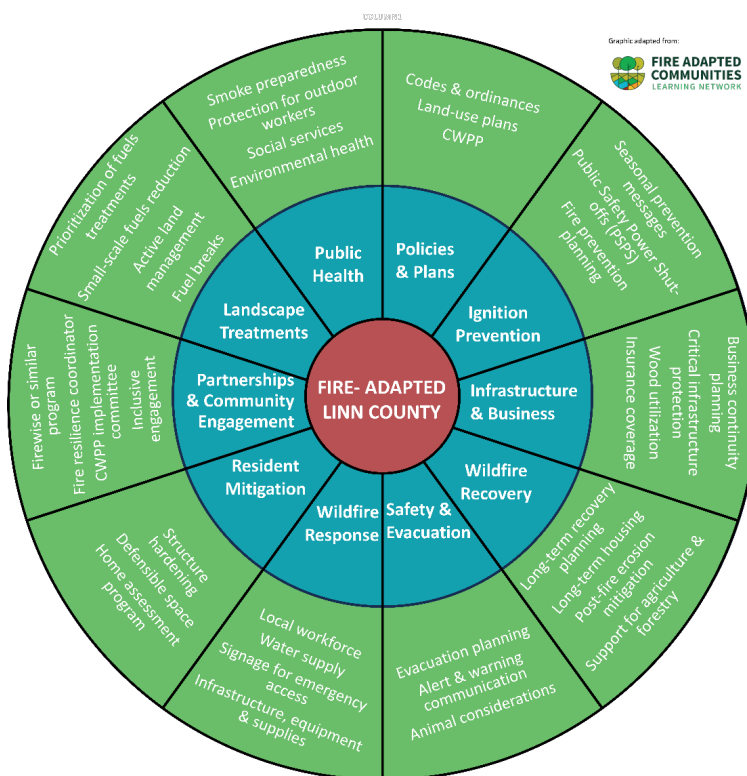 COLUMN1
Graphic adapted from:
FIRE ADAPTED
COMMUNITIES
LEARNING NETWORK
Smoke preparedness
Protection for outdoor
workers
Social services
Environmental health
Codes & ordinances
Land-use plans
CWPP
Seasonal prevention
messages
Public Safety Power Shut-
offs (PSPS)
Fire prevention
planning
Business continuity
planning
Critical infrastructure
protection
Wood utilization
Insurance coverage
Long-term recovery
planning
Long-term housing
Post-fire erosion
mitigation
Support for agriculture &
forestry
Evacuation planning
Alert & warning
communication
Animal considerations
Local workforce
Water supply
Signage for emergency
access
Infrastructure, equipment
& supplies
Structure
hardening
Defensible space
Home assessment
program
Firewise or similar
program
Fire resilience coordinator
CWPP implementation
committee
Inclusive
engagement
Prioritization of fuels
treatments
Small-scale fuels reduction
Active land
management
Fuel breaks
Public
Health
Policies
& Plans
Ignition
Prevention
Infrastructure
& Business
Wildfire
Recovery
Safety &
Evacuation
Wildfire
Response
Resident
Mitigation
Partnerships
& Community
Engagement
Landscape
Treatments
FIRE- ADAPTED
LINN COUNTY